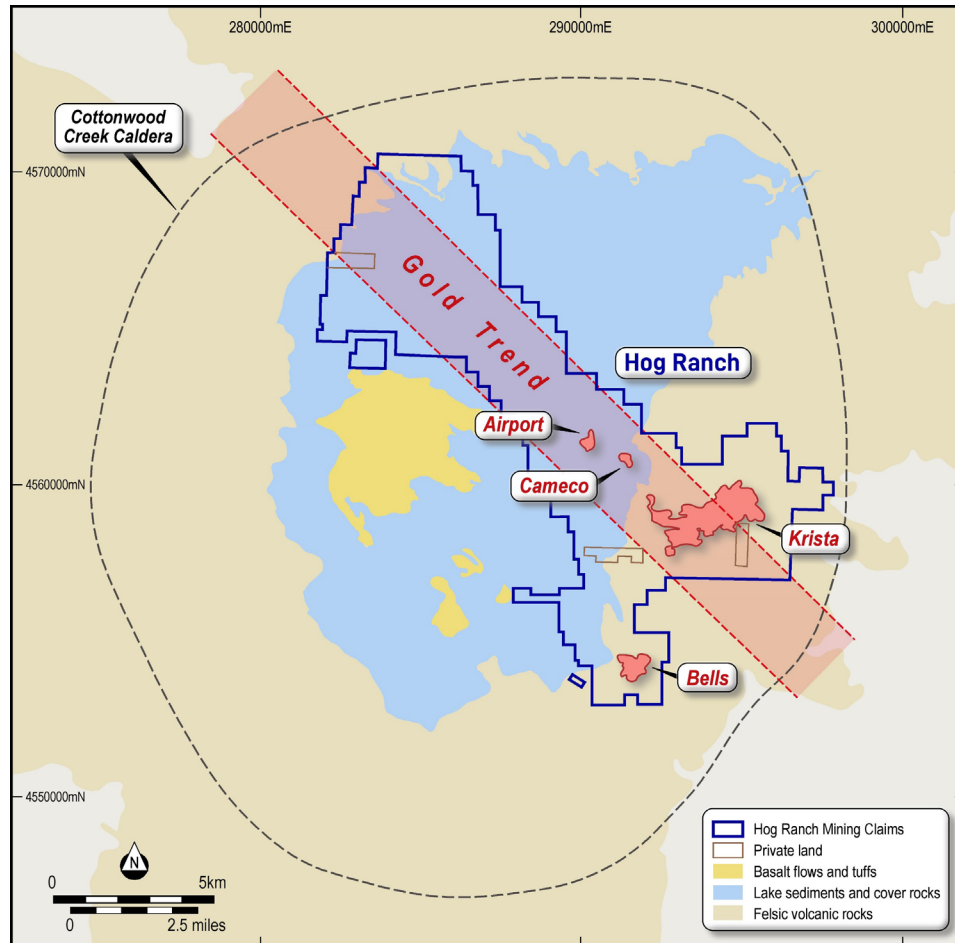 280000mE
290000mE
300000mE
Cottonwood
Creek Caldera
4570000mN
Gold Trend
Hog Ranch
Airport
Cameco
4660000mN
Krista
Bells
4550000mN
N
0 5km
0 2.5 miles
Hog Ranch Mining Claims
Private land
Basalt flows and tuffs
Lake sediments and cover rocks
Felsic volcanic rocks